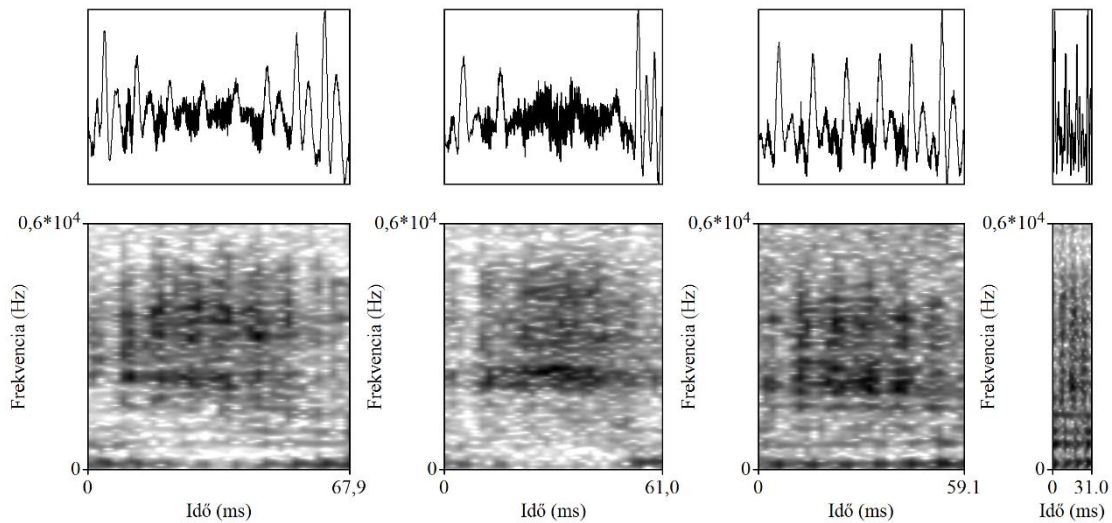 0,6*10⁴ 0,6*10⁴ 0,6*10⁴ 0,6*10⁴
Frekvencia (Hz) Frekvencia (Hz) Frekvencia (Hz) Frekvencia (Hz)
0 0 0 0
0 67,9 0 61,0 0 59.1 0 31.0
Idő (ms) Idő (ms) Idő (ms) Idő (ms)